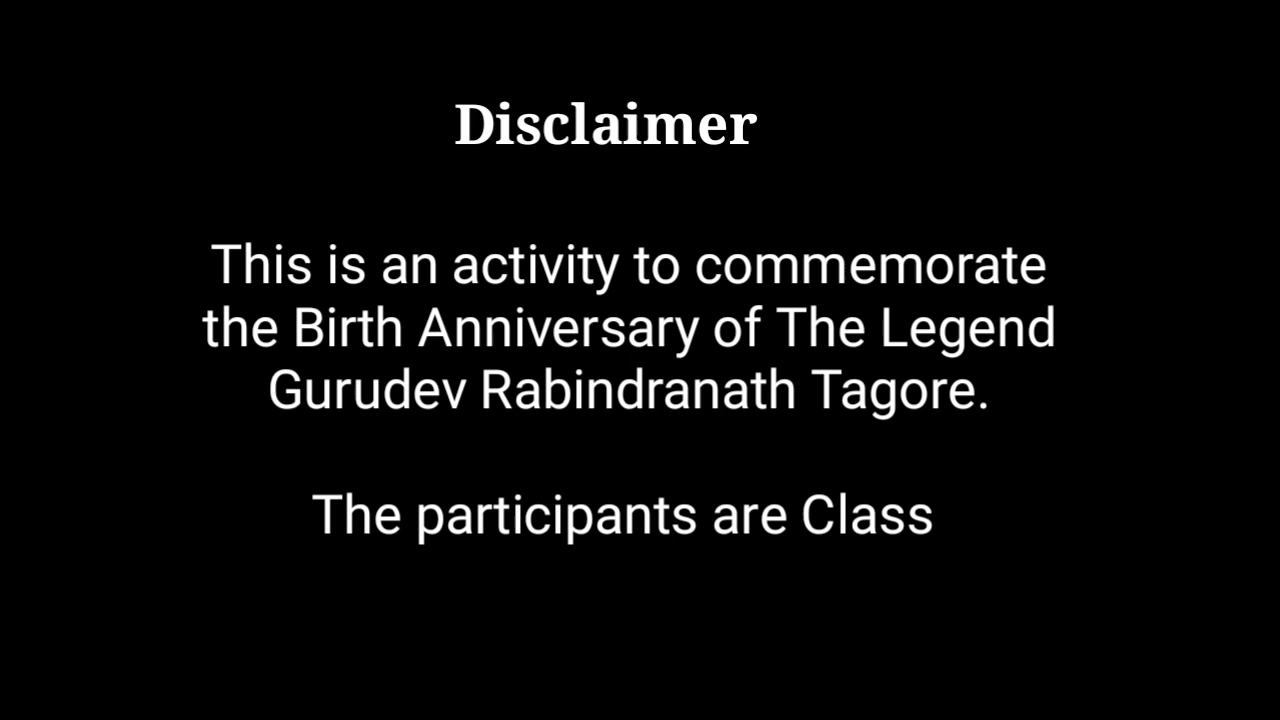 Disclaimer
This is an activity to commemorate
the Birth Anniversary of The Legend
Gurudev Rabindranath Tagore.
The participants are Class